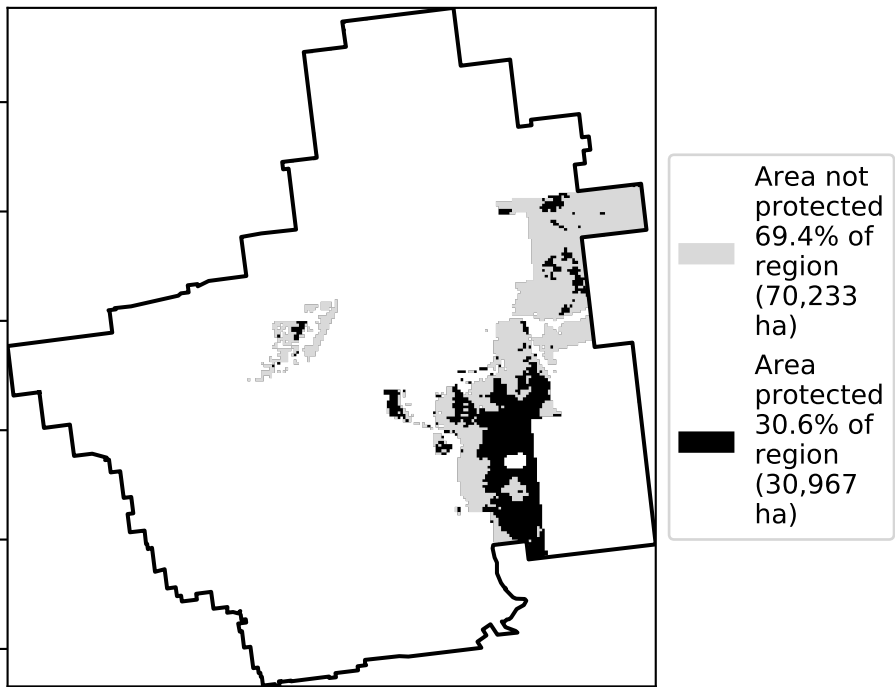 Area not
protected
69.4% of
region
(70,233
ha)
Area
protected
30.6% of
region
(30,967
ha)